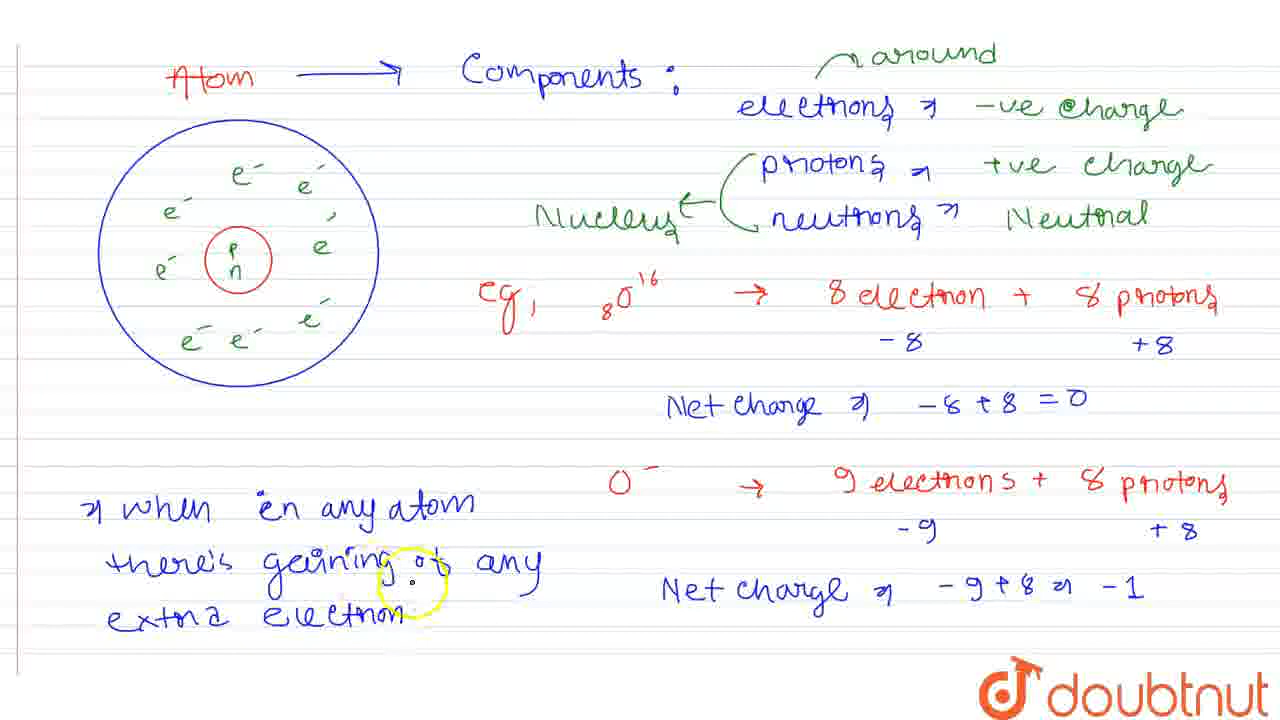 Atom → Components :
around
electrons ⇒ -ve charge
protons ⇒ +ve charge
neutrons ⇒ Neutral
Nucleus
e⁻ e⁻
e⁻
e⁻
e⁻ p
n
e⁻
e⁻ e⁻
eg, ₈O¹⁶ → 8 electron + 8 protons
-8 +8
Net charge ⇒ -8 + 8 = 0
O⁻ → 9 electrons + 8 protons
-9 +8
Net charge ⇒ -9 + 8 ⇒ -1
⇒ when in any atom
there's gaining of any
extra electron
doubtnut